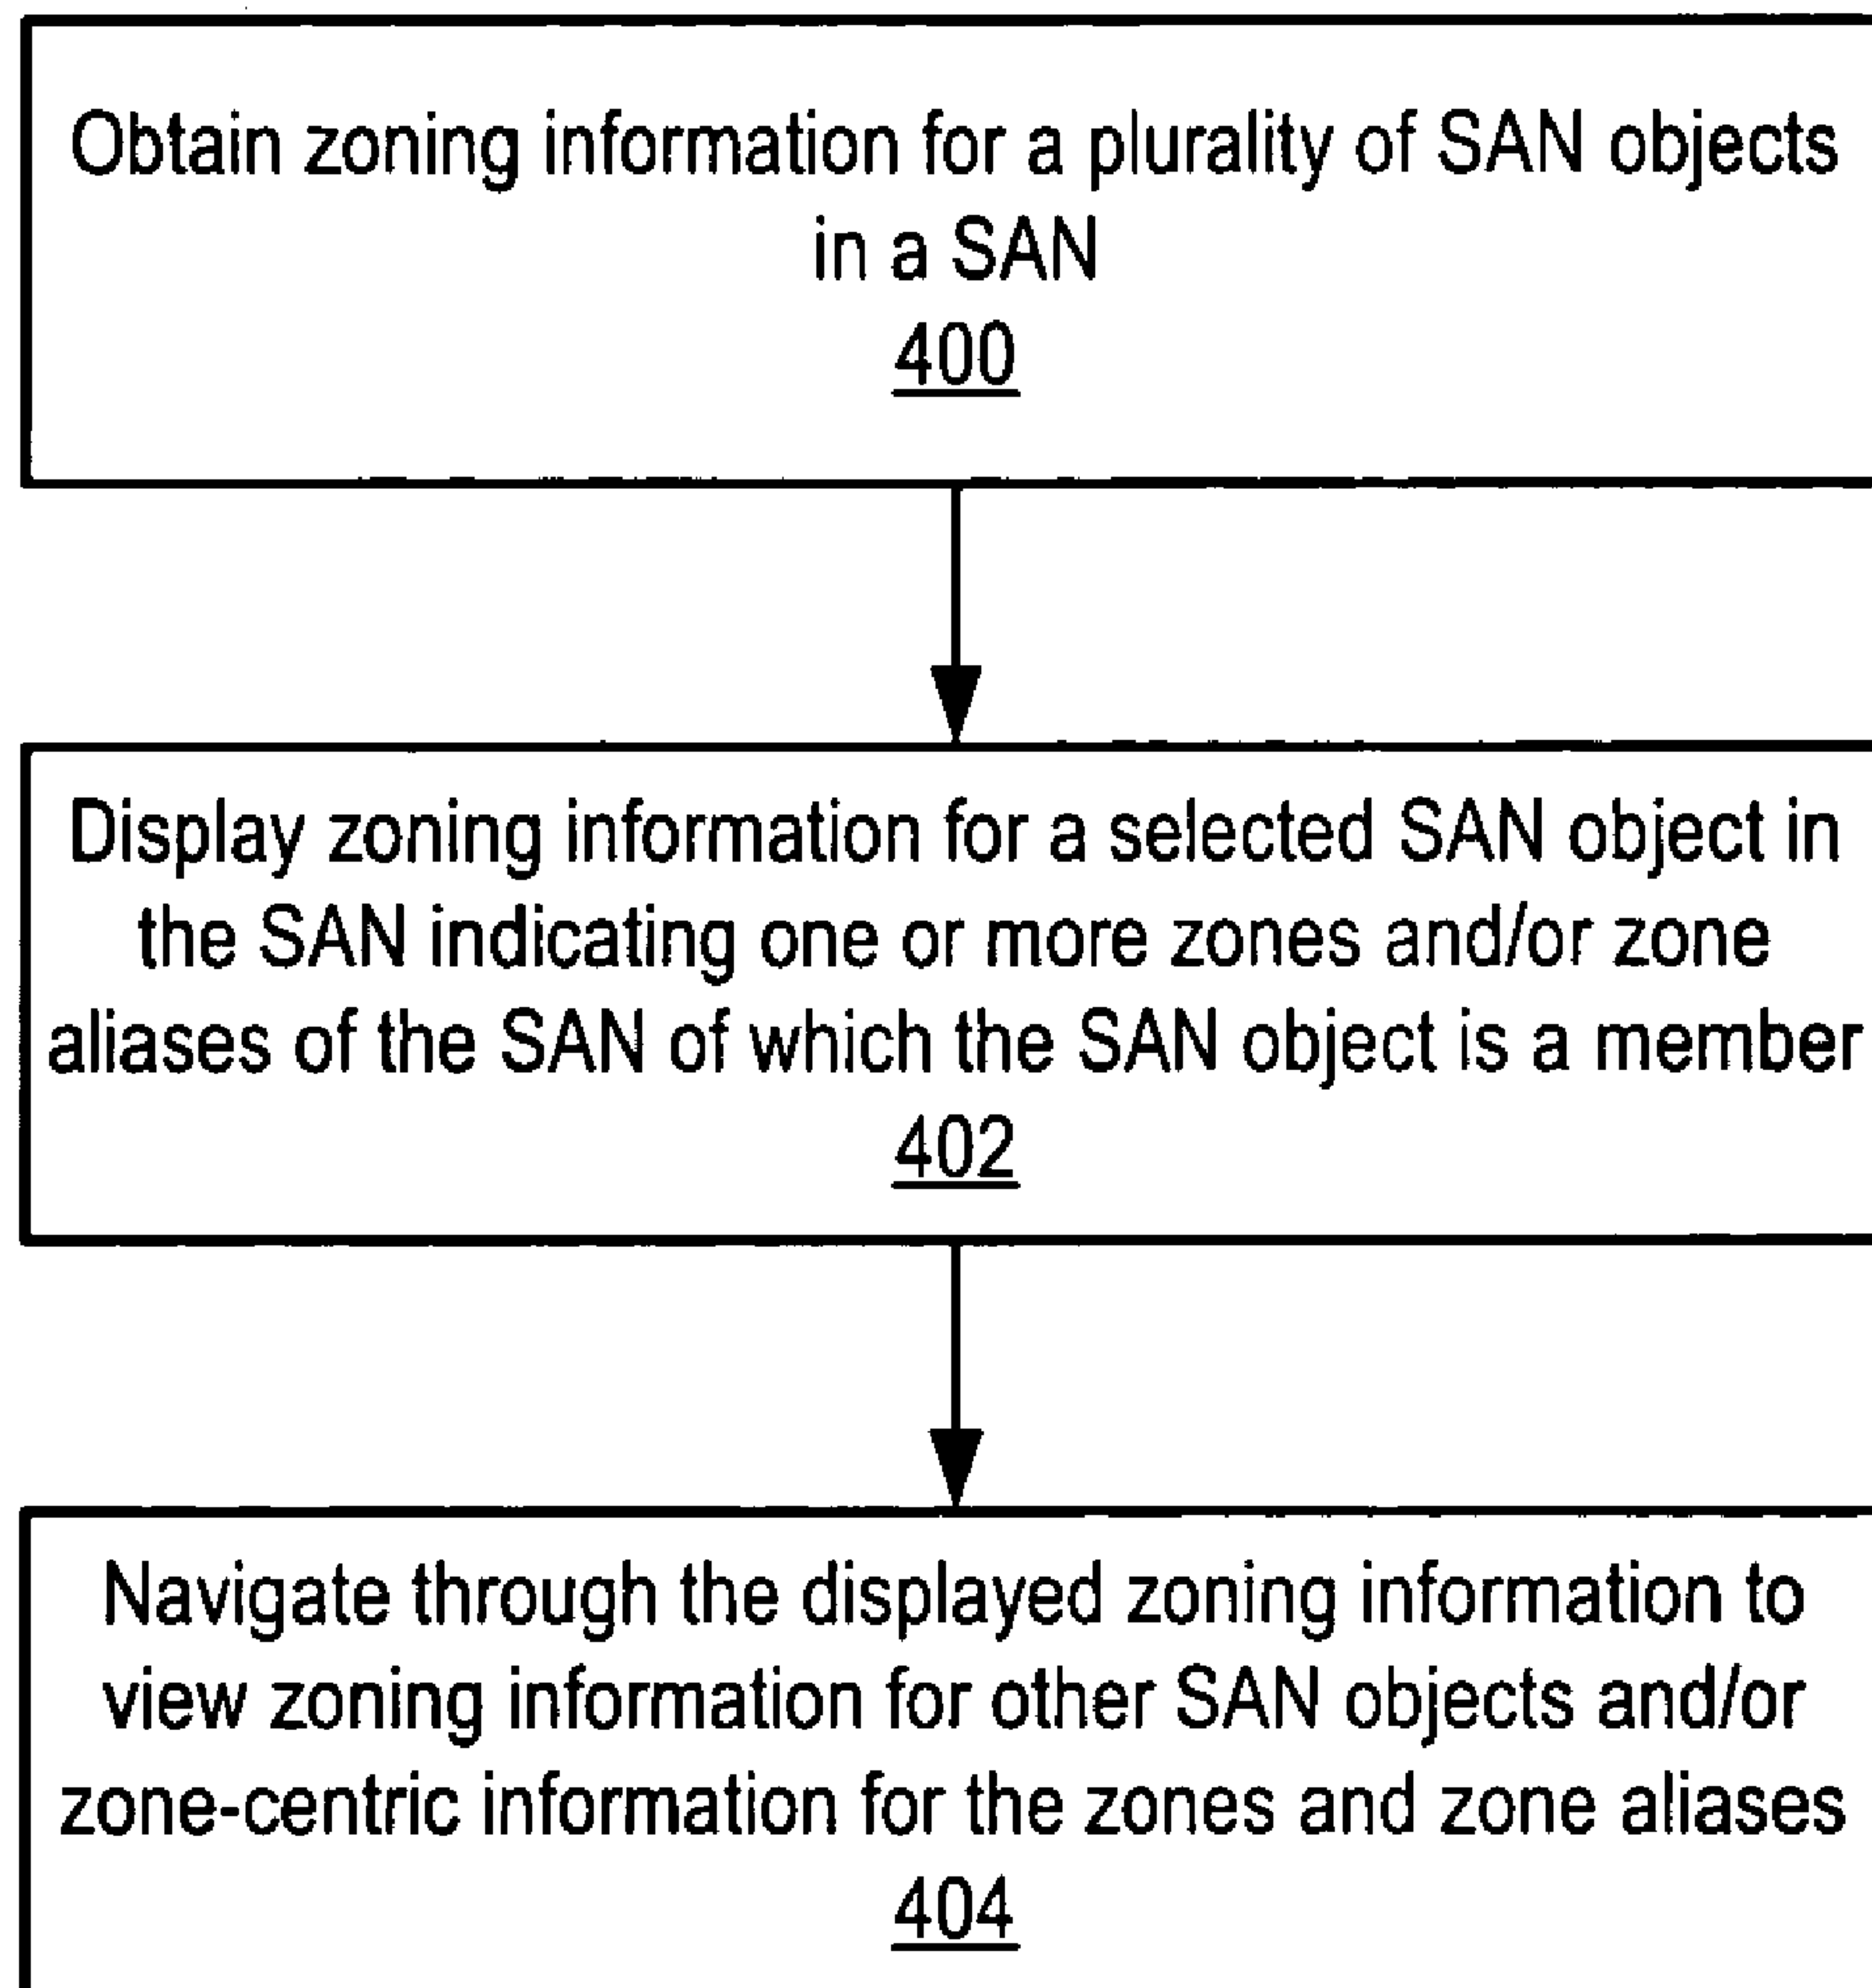 Obtain zoning information for a plurality of SAN objects
in a SAN
400
Display zoning information for a selected SAN object in
the SAN indicating one or more zones and/or zone
aliases of the SAN of which the SAN object is a member
402
Navigate through the displayed zoning information to
view zoning information for other SAN objects and/or
zone-centric information for the zones and zone aliases
404